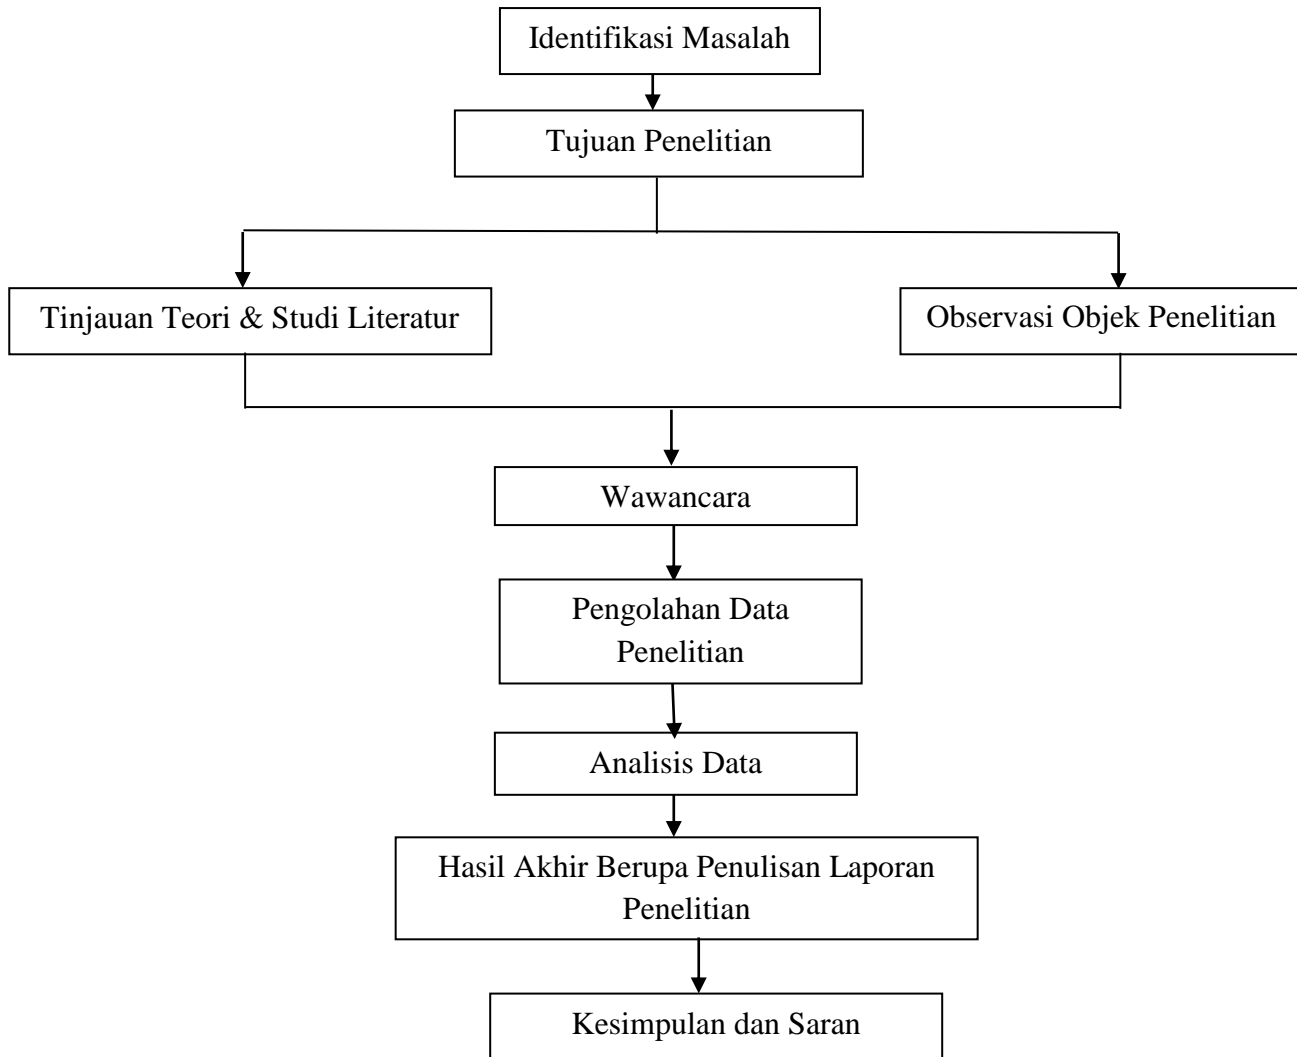 Identifikasi Masalah
Tujuan Penelitian
Tinjauan Teori & Studi Literatur
Observasi Objek Penelitian
Wawancara
Pengolahan Data
Penelitian
Analisis Data
Hasil Akhir Berupa Penulisan Laporan
Penelitian
Kesimpulan dan Saran